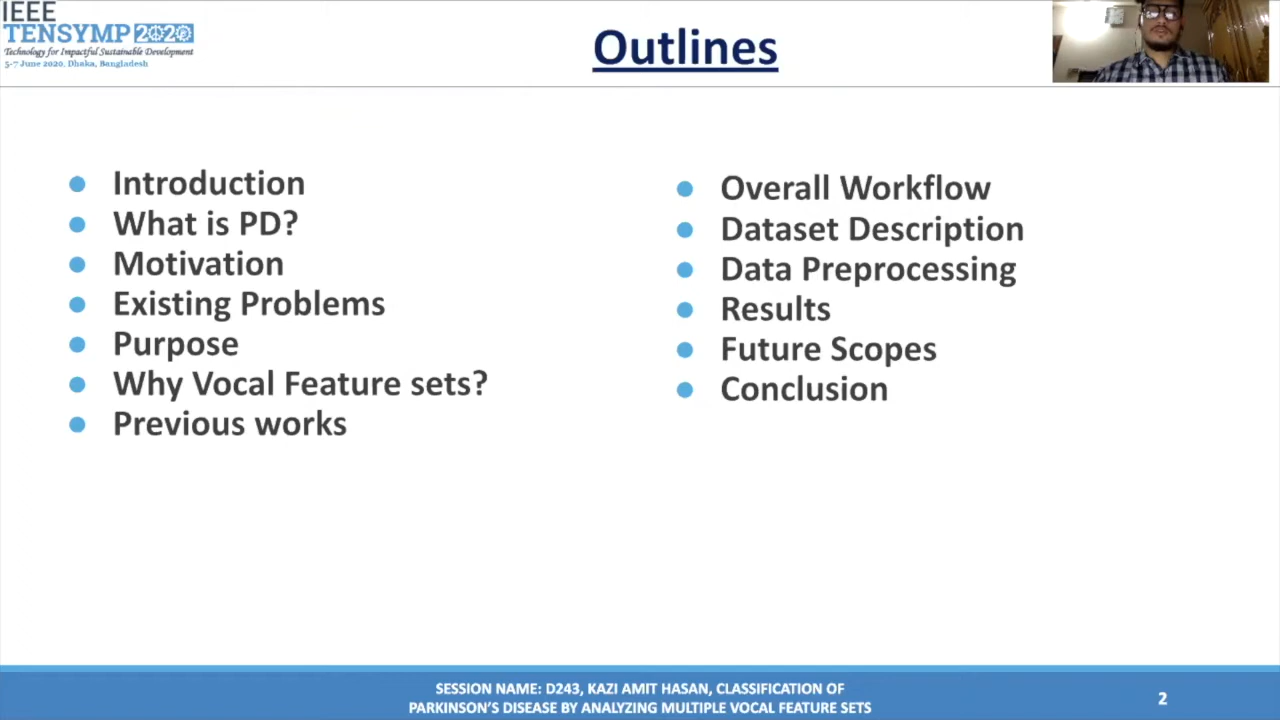 IEEE
TENSYMP 2020
Technology for Impactful Sustainable Development
5-7 June 2020, Dhaka, Bangladesh
Outlines
Introduction
What is PD?
Motivation
Existing Problems
Purpose
Why Vocal Feature sets?
Previous works
Overall Workflow
Dataset Description
Data Preprocessing
Results
Future Scopes
Conclusion
SESSION NAME: D243, KAZI AMIT HASAN, CLASSIFICATION OF
PARKINSON'S DISEASE BY ANALYZING MULTIPLE VOCAL FEATURE SETS
2